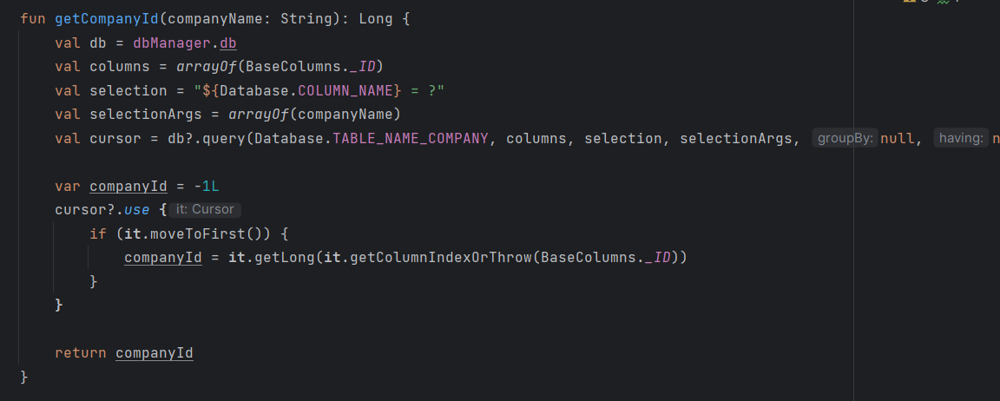 fun getCompanyId(companyName: String): Long {
    val db = dbManager.db
    val columns = arrayOf(BaseColumns._ID)
    val selection = "${Database.COLUMN_NAME} = ?"
    val selectionArgs = arrayOf(companyName)
    val cursor = db?.query(Database.TABLE_NAME_COMPANY, columns, selection, selectionArgs, groupBy: null, having: n
    var companyId = -1L
    cursor?.use { it: Cursor
        if (it.moveToFirst()) {
            companyId = it.getLong(it.getColumnIndexOrThrow(BaseColumns._ID))
        }
    }
    return companyId
}